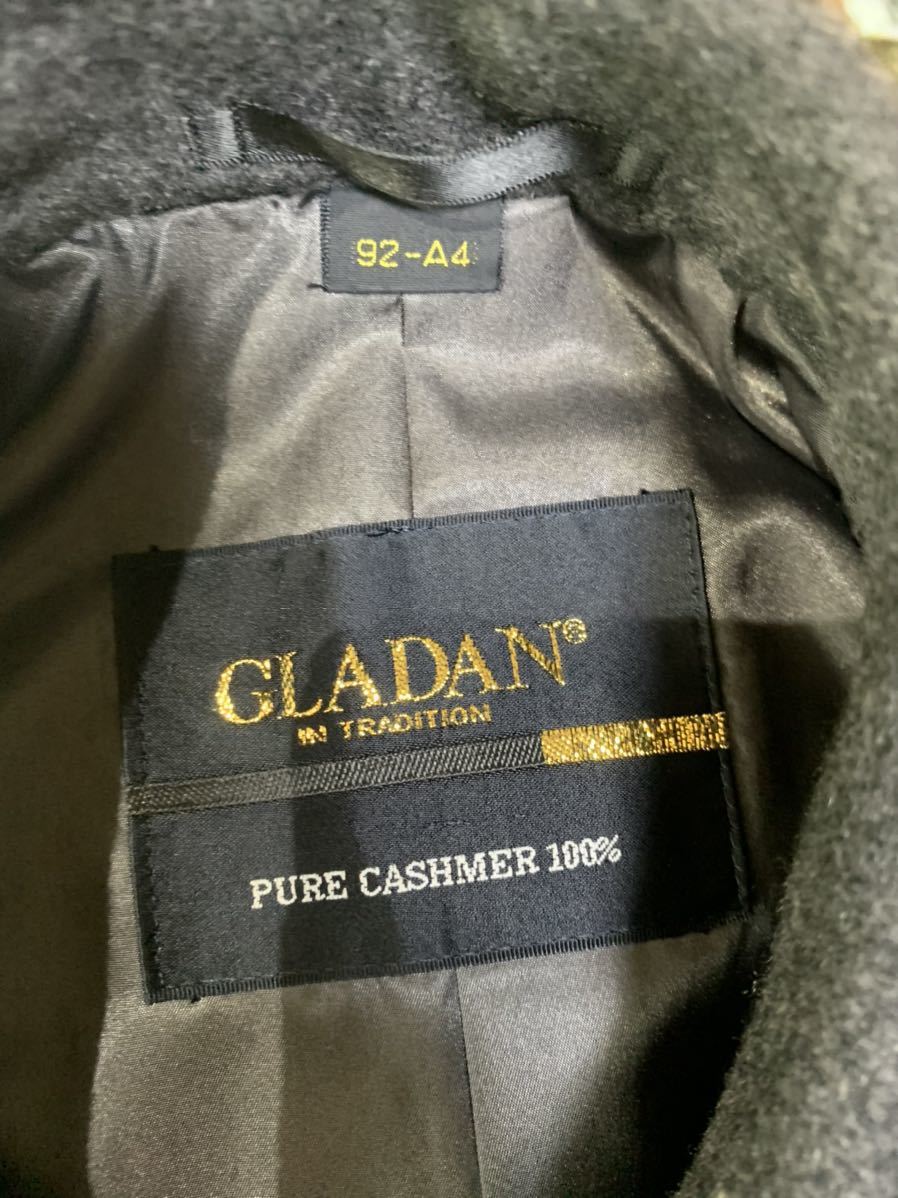 92-A4
GLADAN®
IN TRADITION
PURE CASHMER 100%